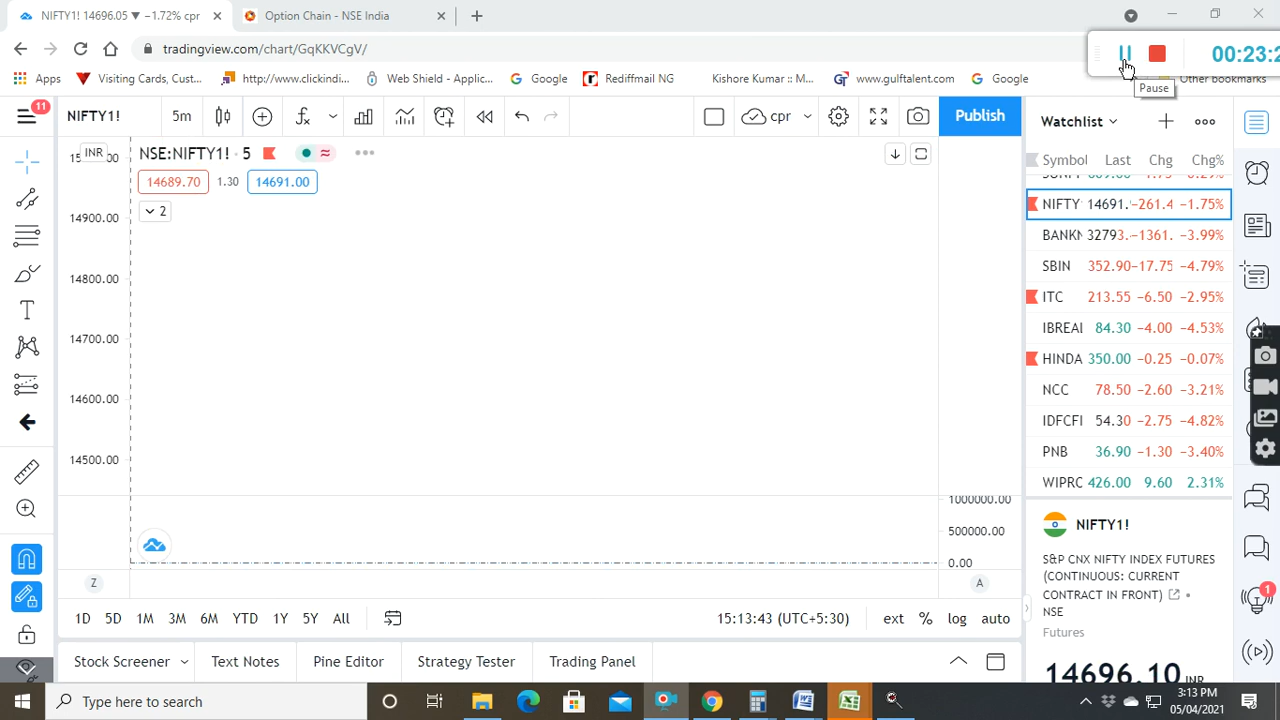 NIFTY1! 14696.05 ▼ −1.72% cpr
Option Chain - NSE India
tradingview.com/chart/GqKKVCgV/
00:23:2
Pause
Apps
Visiting Cards, Cust...
http://www.clickindi...
Web Shield - Applicati...
Google
Rediffmail NG
Kishore Kumar :: M...
www.gulftalent.com
Google
Other bookmarks
11
NIFTY1!
5m
cpr
Publish
Watchlist
INR
NSE:NIFTY1! · 5
Symbol Last Chg Chg%
14689.70 1.30 14691.00
2
14900.00
14800.00
14700.00
14600.00
14500.00
NIFTY 14691. −261.4 −1.75%
BANKN 32793. −1361. −3.99%
SBIN 352.90 −17.75 −4.79%
ITC 213.55 −6.50 −2.95%
IBREAL 84.30 −4.00 −4.53%
HINDA 350.00 −0.25 −0.07%
NCC 78.50 −2.60 −3.21%
IDFCFI 54.30 −2.75 −4.82%
PNB 36.90 −1.30 −3.40%
WIPRO 426.00 9.60 2.31%
1000000.00
500000.00
0.00
Z
A
NIFTY1!
S&P CNX NIFTY INDEX FUTURES
(CONTINUOUS: CURRENT
CONTRACT IN FRONT)
NSE
Futures
14696.10 INR
1
1D 5D 1M 3M 6M YTD 1Y 5Y All
15:13:43 (UTC+5:30)
ext % log auto
Stock Screener
Text Notes
Pine Editor
Strategy Tester
Trading Panel
Type here to search
3:13 PM
05/04/2021